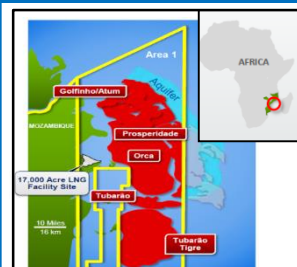 Area 1
AFRICA
Aquifer
Golfinho/Atum
MOZAMBIQUE
Prosperidade
Orca
17,000 Acre LNG
Facility Site
Tubarão
10 Miles
16 km
Tubarão
Tigre